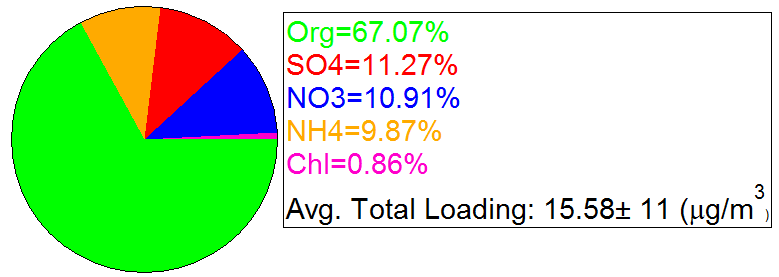 Org=67.07%
SO4=11.27%
NO3=10.91%
NH4=9.87%
Chl=0.86%
Avg. Total Loading: 15.58± 11 (μg/m³)